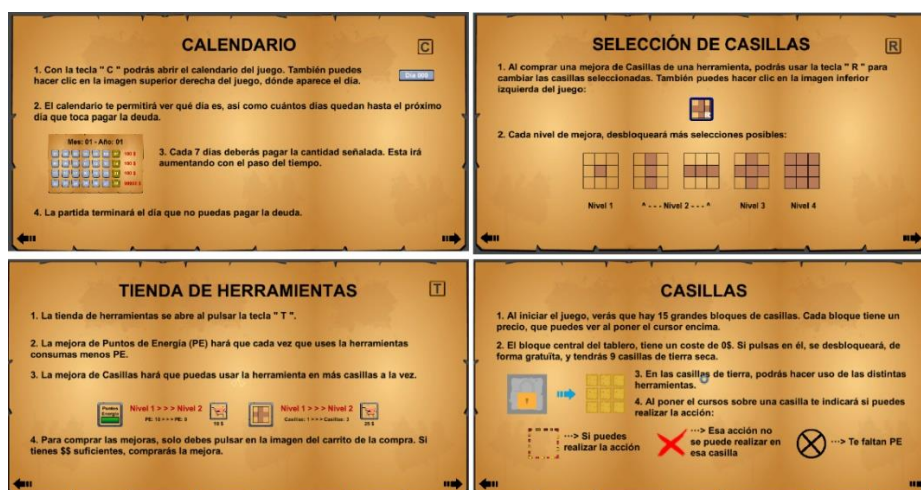 CALENDARIO
C
1. Con la tecla " C " podrás abrir el calendario del juego. También puedes
hacer clic en la imagen superior derecha del juego, dónde aparece el día.
Día 000
2. El calendario te permitirá ver qué día es, así como cuántos días quedan hasta el próximo
día que toca pagar la deuda.
Mes: 01 - Año: 01
3. Cada 7 días deberás pagar la cantidad señalada. Esta irá
aumentando con el paso del tiempo.
4. La partida terminará el día que no puedas pagar la deuda.
SELECCIÓN DE CASILLAS
R
1. Al comprar una mejora de Casillas de una herramienta, podrás usar la tecla " R " para
cambiar las casillas seleccionadas. También puedes hacer clic en la imagen inferior
izquierda del juego:
R
2. Cada nivel de mejora, desbloqueará más selecciones posibles:
Nivel 1 ^ - - - Nivel 2 - - - ^ Nivel 3 Nivel 4
TIENDA DE HERRAMIENTAS
T
1. La tienda de herramientas se abre al pulsar la tecla " T ".
2. La mejora de Puntos de Energía (PE) hará que cada vez que uses la herramientas
consumas menos PE.
3. La mejora de Casillas hará que puedas usar la herramienta en más casillas a la vez.
Puntos
Energía
Nivel 1 > > > Nivel 2
Nivel 1 > > > Nivel 2
4. Para comprar las mejoras, solo debes pulsar en la imagen del carrito de la compra. Si
tienes $$ suficientes, comprarás la mejora.
CASILLAS
1. Al iniciar el juego, verás que hay 15 grandes bloques de casillas. Cada bloque tiene un
precio, que puedes ver al poner el cursor encima.
2. El bloque central del tablero, tiene un coste de 0$. Si pulsas en él, se desbloqueará, de
forma gratuíta, y tendrás 9 casillas de tierra seca.
3. En las casillas de tierra, podrás hacer uso de las distintas
herramientas.
4. Al poner el cursos sobre una casilla te indicará si puedes
realizar la acción:
···> Si puedes
realizar la acción
···> Esa acción no
se puede realizar en
esa casilla
···> Te faltan PE